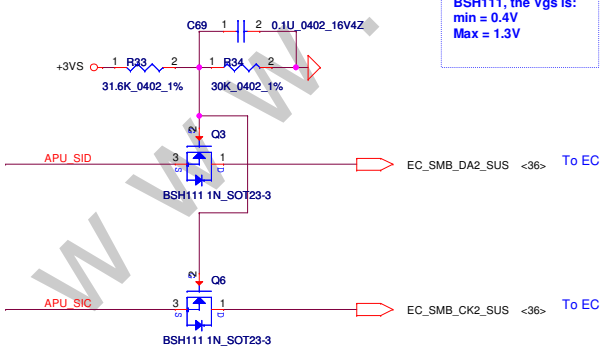 BSH111, the Vgs is:
min = 0.4V
Max = 1.3V
C69 1 2 0.1U_0402_16V4Z
+3VS 1 R33 2 1 R34 2
31.6K_0402_1% 30K_0402_1%
2 Q3
APU_SID 3 S 1 D EC_SMB_DA2_SUS <36> To EC
BSH111 1N_SOT23-3
2 Q6
APU_SIC 3 S 1 D EC_SMB_CK2_SUS <36> To EC
BSH111 1N_SOT23-3
w w w .